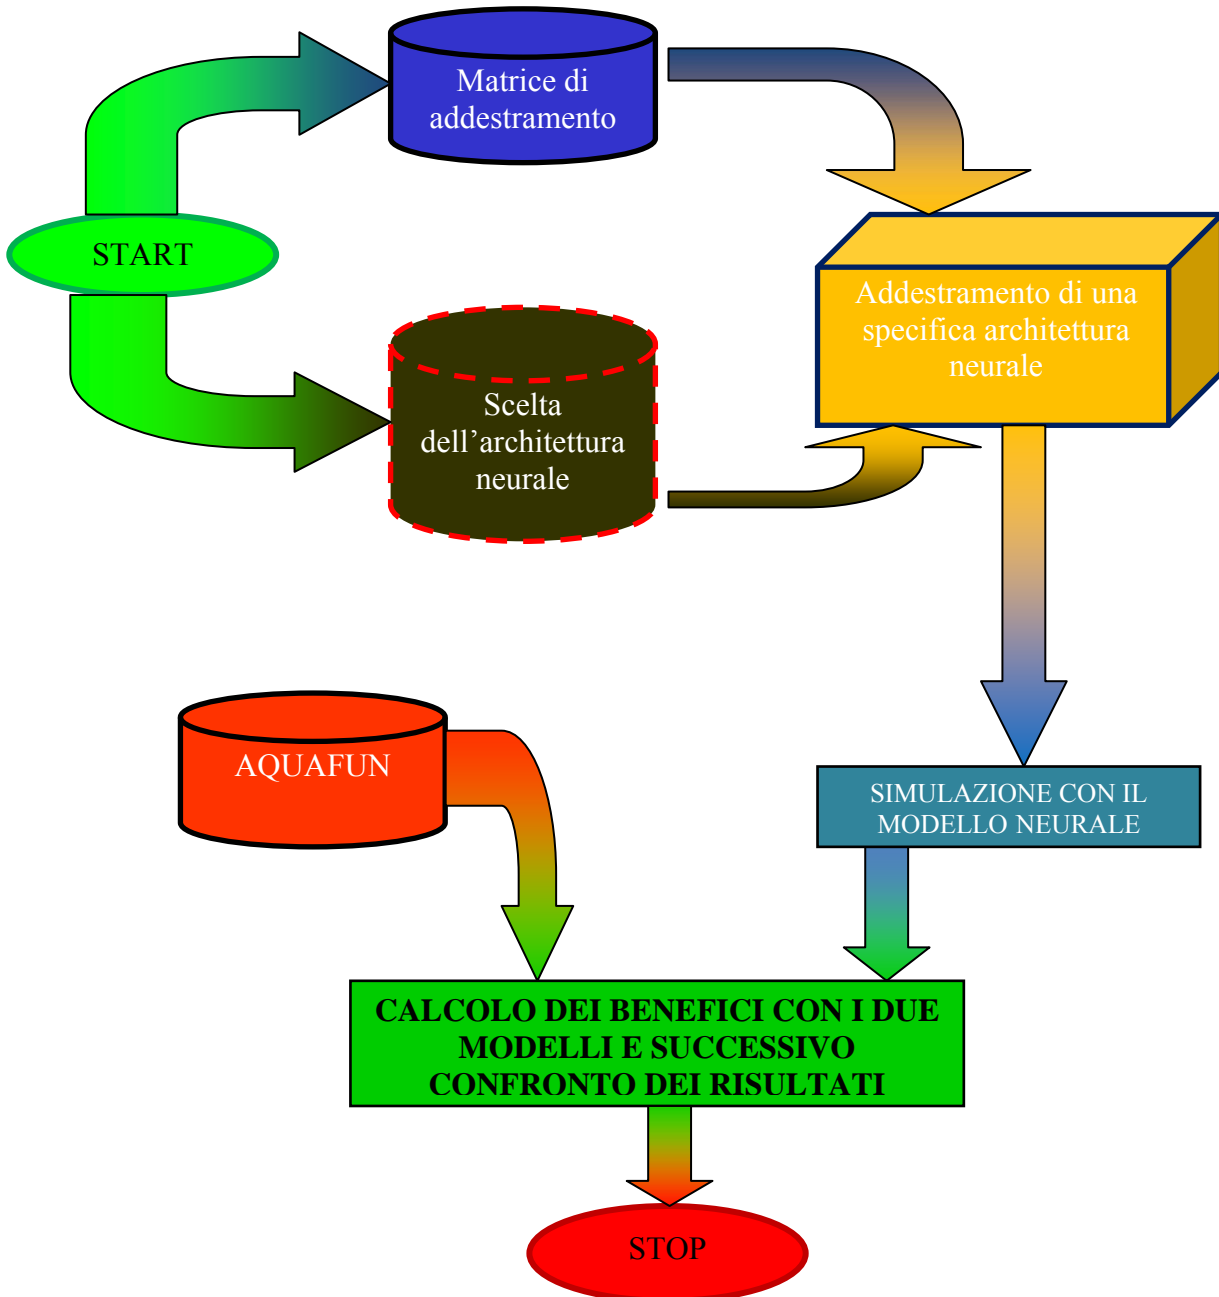 Matrice di
addestramento
START
Addestramento di una
specifica architettura
neurale
Scelta
dell’architettura
neurale
AQUAFUN
SIMULAZIONE CON IL
MODELLO NEURALE
CALCOLO DEI BENEFICI CON I DUE
MODELLI E SUCCESSIVO
CONFRONTO DEI RISULTATI
STOP